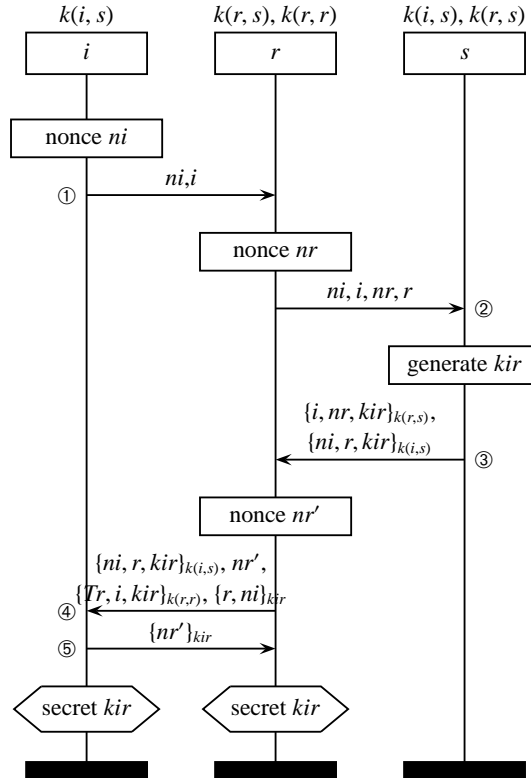 k(i, s) k(r, s), k(r, r) k(i, s), k(r, s)
i r s
nonce ni
① ni,i
nonce nr
ni, i, nr, r ②
generate kir
{i, nr, kir}k(r,s),
{ni, r, kir}k(i,s) ③
nonce nr′
{ni, r, kir}k(i,s), nr′,
④ {Tr, i, kir}k(r,r), {r, ni}kir
⑤ {nr′}kir
secret kir secret kir